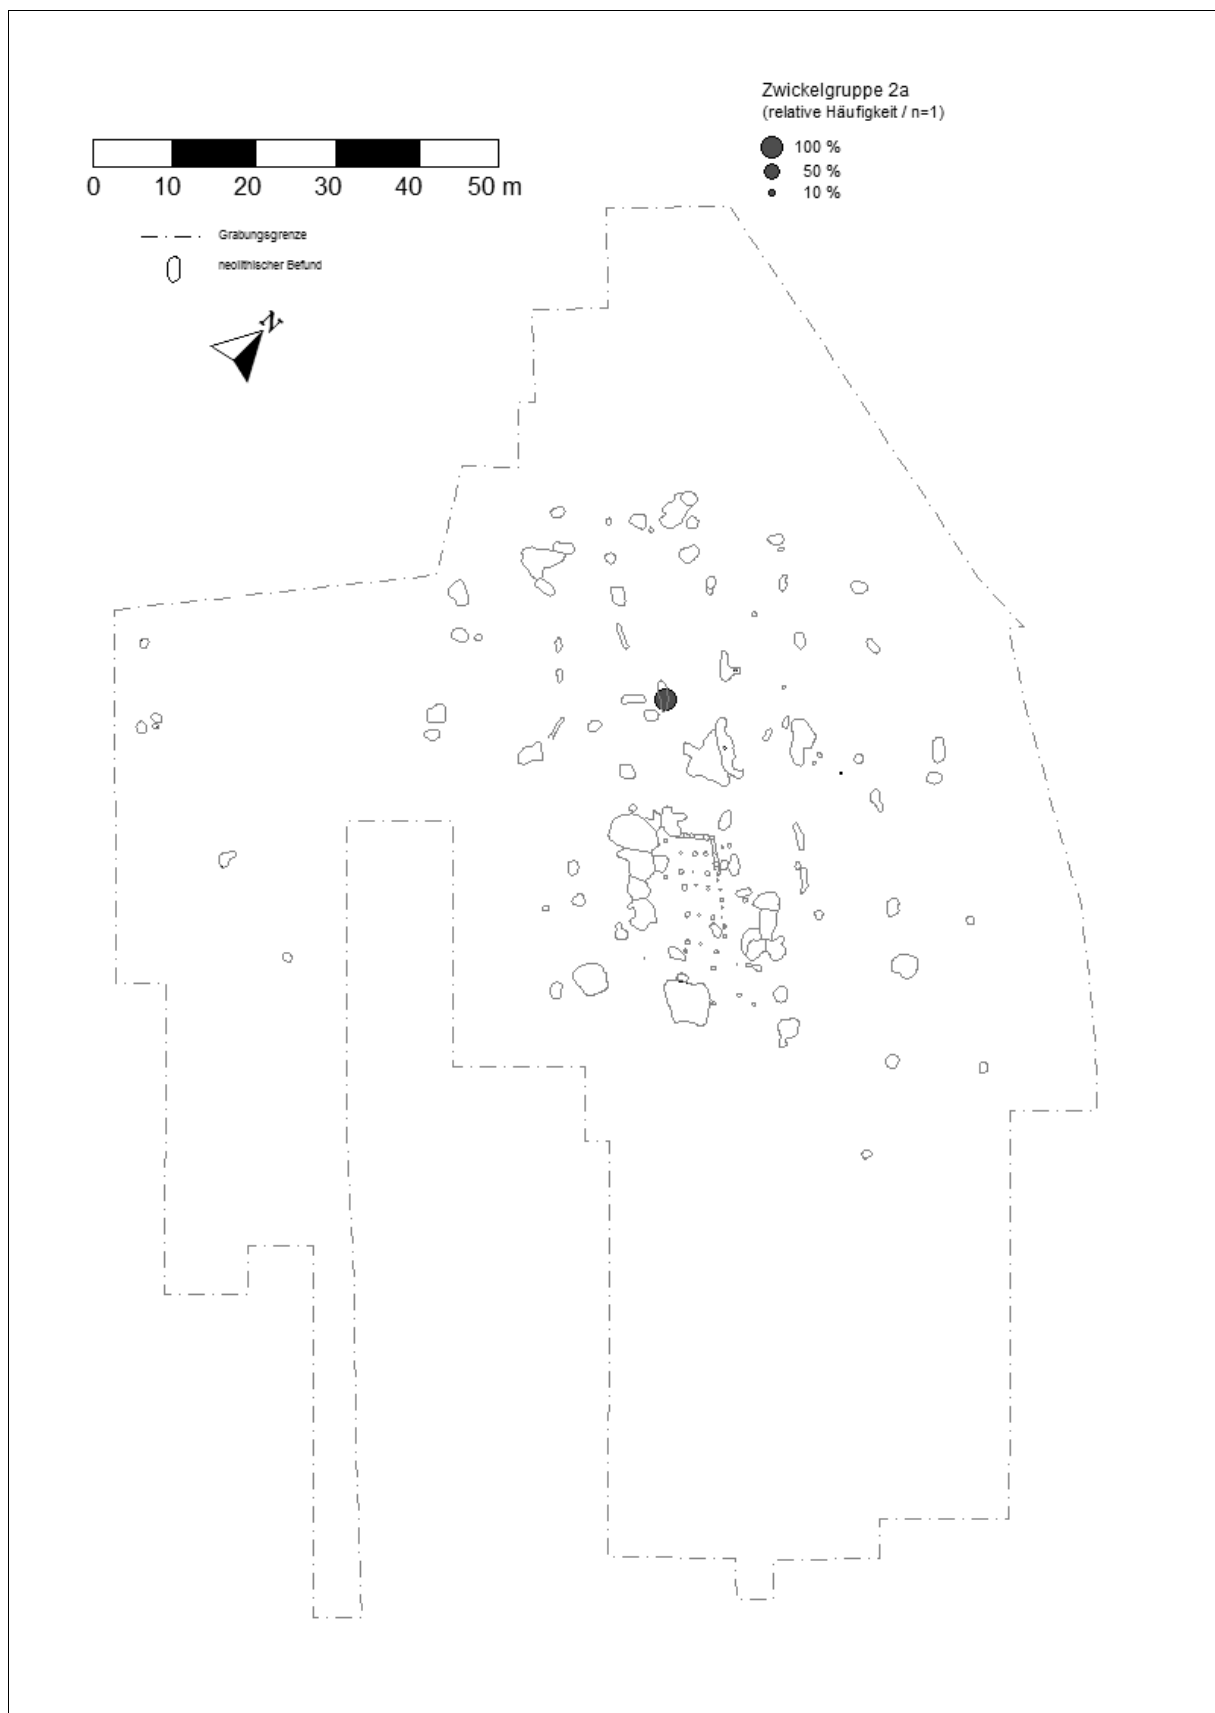 Zwickelgruppe 2a
(relative Häufigkeit / n=1)
100 %
50 %
10 %
0 10 20 30 40 50 m
Grabungsgrenze
neolithischer Befund
N